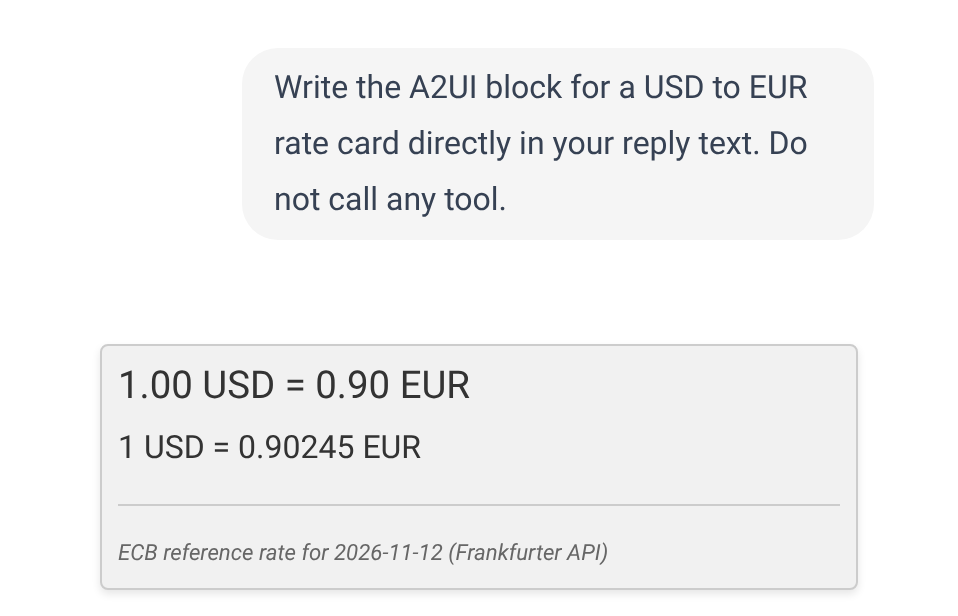 Write the A2UI block for a USD to EUR
rate card directly in your reply text. Do
not call any tool.
1.00 USD = 0.90 EUR
1 USD = 0.90245 EUR
ECB reference rate for 2026-11-12 (Frankfurter API)